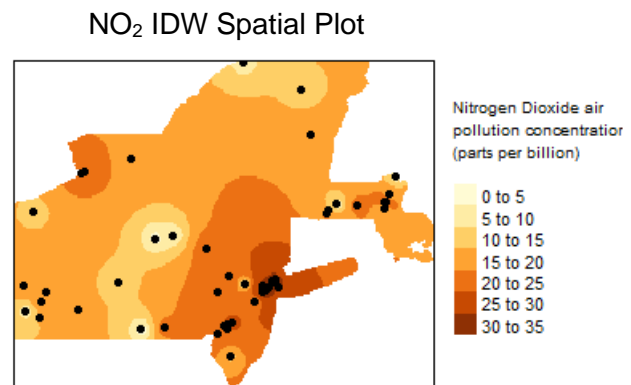 NO₂ IDW Spatial Plot
Nitrogen Dioxide air
pollution concentration
(parts per billion)
0 to 5
5 to 10
10 to 15
15 to 20
20 to 25
25 to 30
30 to 35